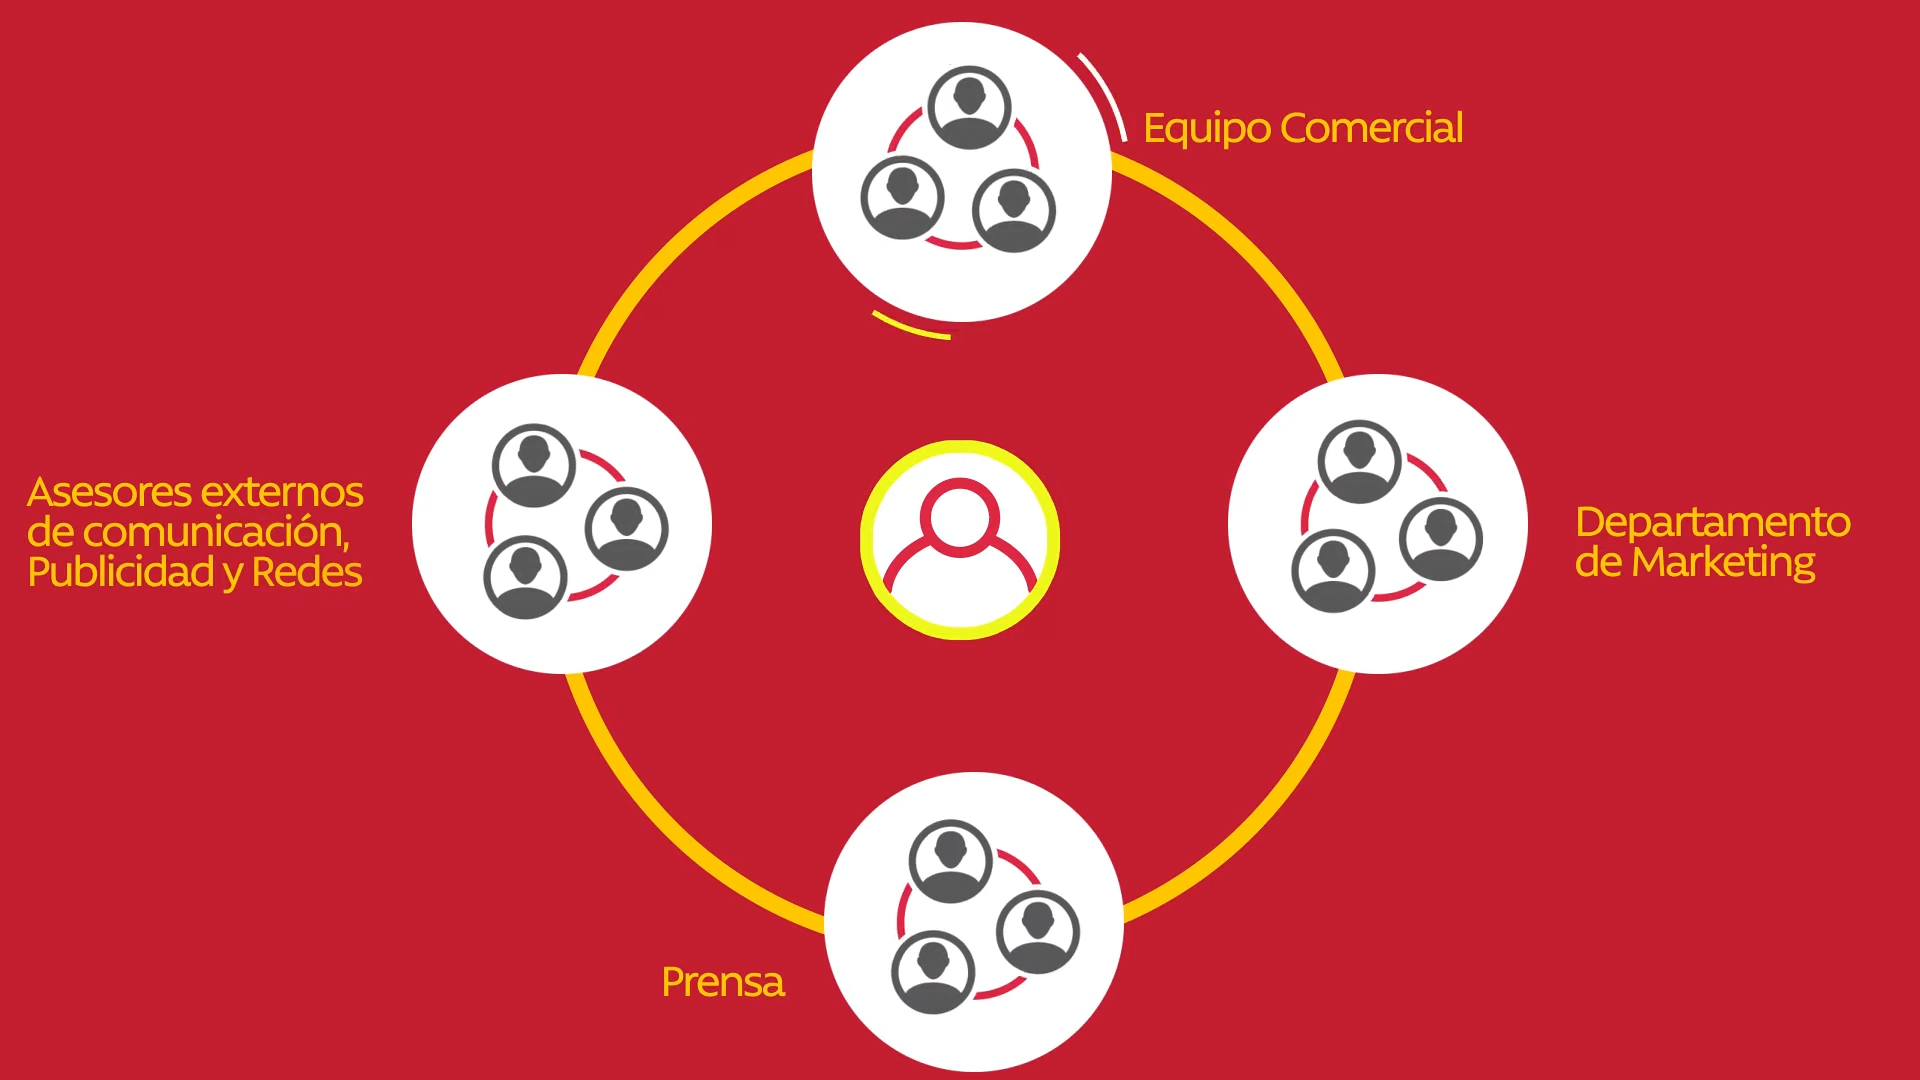 Equipo Comercial
Asesores externos
de comunicación,
Publicidad y Redes
Departamento
de Marketing
Prensa